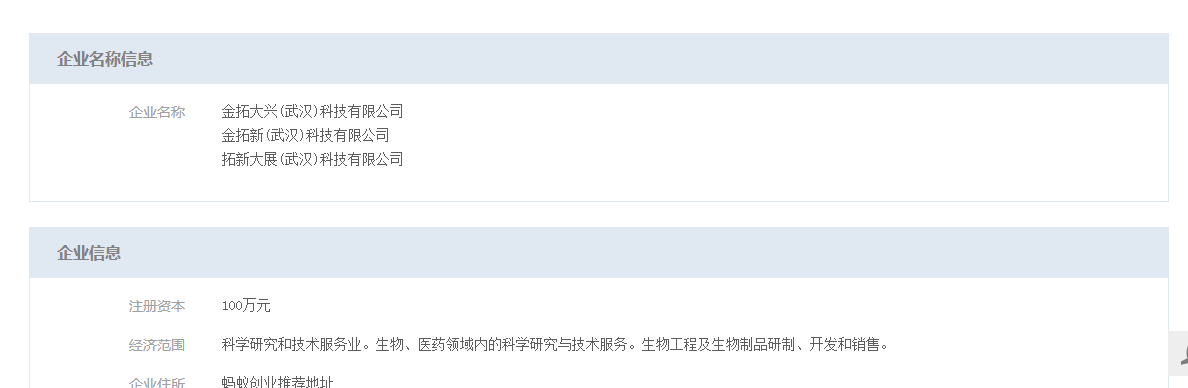 企业名称信息
企业名称 金拓大兴(武汉)科技有限公司
金拓新(武汉)科技有限公司
拓新大展(武汉)科技有限公司
企业信息
注册资本 100万元
经济范围 科学研究和技术服务业。生物、医药领域内的科学研究与技术服务。生物工程及生物制品研制、开发和销售。
企业住所 蚂蚁创业推荐地址